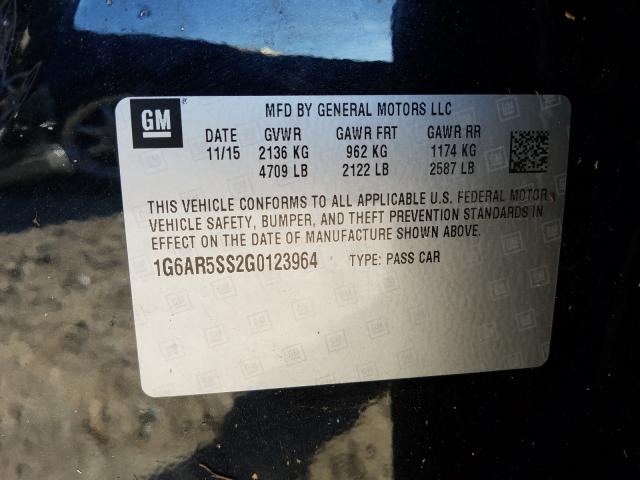 GM
MFD BY GENERAL MOTORS LLC
DATE GVWR GAWR FRT GAWR RR
11/15 2136 KG 962 KG 1174 KG
4709 LB 2122 LB 2587 LB
THIS VEHICLE CONFORMS TO ALL APPLICABLE U.S. FEDERAL MOTOR
VEHICLE SAFETY, BUMPER, AND THEFT PREVENTION STANDARDS IN
EFFECT ON THE DATE OF MANUFACTURE SHOWN ABOVE.
1G6AR5SS2G0123964 TYPE: PASS CAR